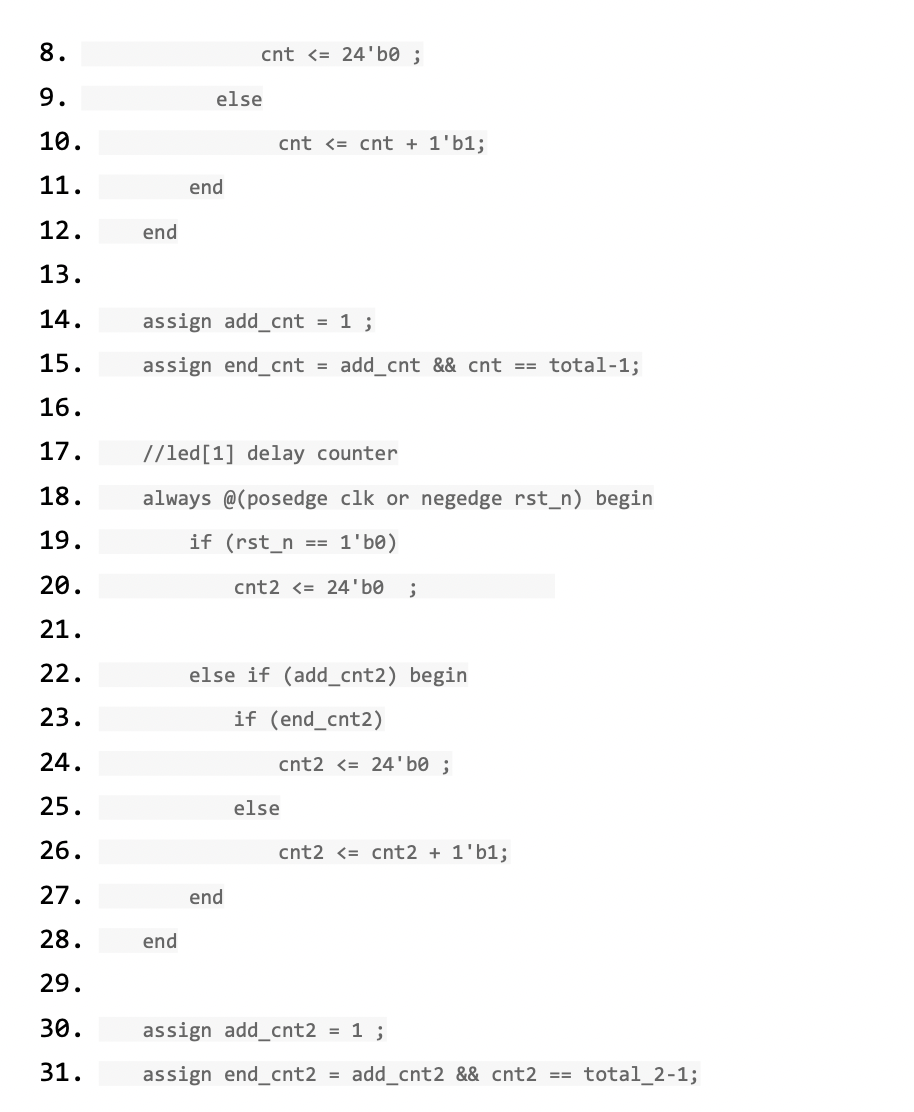 8.               cnt <= 24'b0 ;
9.           else
10.               cnt <= cnt + 1'b1;
11.       end
12.   end
13.
14.   assign add_cnt = 1 ;
15.   assign end_cnt = add_cnt && cnt == total-1;
16.
17.   //led[1] delay counter
18.   always @(posedge clk or negedge rst_n) begin
19.       if (rst_n == 1'b0)
20.           cnt2 <= 24'b0  ;
21.
22.       else if (add_cnt2) begin
23.           if (end_cnt2)
24.               cnt2 <= 24'b0 ;
25.           else
26.               cnt2 <= cnt2 + 1'b1;
27.       end
28.   end
29.
30.   assign add_cnt2 = 1 ;
31.   assign end_cnt2 = add_cnt2 && cnt2 == total_2-1;